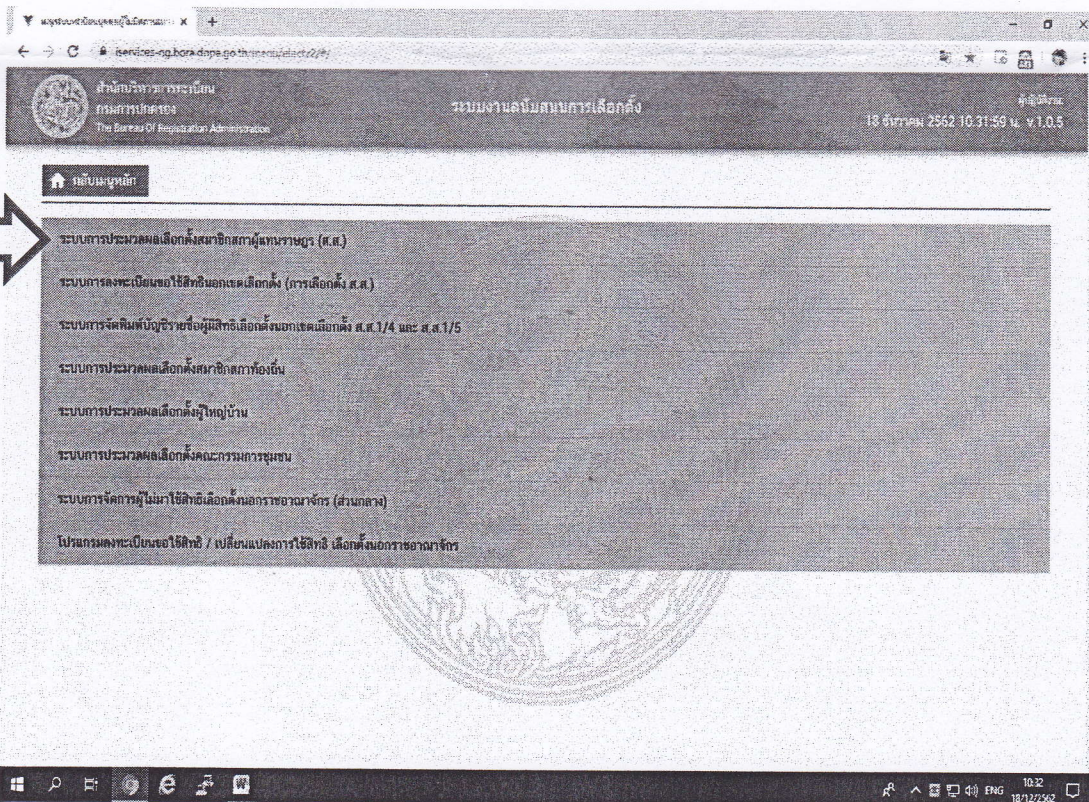 สำนักบริหารการทะเบียน
กรมการปกครอง
The Bureau Of Registration Administration
ระบบงานสนับสนุนการเลือกตั้ง
ผู้ปฏิบัติงาน:
18 ธันวาคม 2562 10:31:59 น. v.1.0.5
กลับเมนูหลัก
ระบบการประมวลผลเลือกตั้งสมาชิกสภาผู้แทนราษฎร (ส.ส.)
ระบบการลงทะเบียนขอใช้สิทธินอกเขตเลือกตั้ง (การเลือกตั้ง ส.ส.)
ระบบการจัดพิมพ์บัญชีรายชื่อผู้มีสิทธิเลือกตั้งนอกเขตเลือกตั้ง ส.ส.1/4 และ ส.ส.1/5
ระบบการประมวลผลเลือกตั้งสมาชิกสภาท้องถิ่น
ระบบการประมวลผลเลือกตั้งผู้ใหญ่บ้าน
ระบบการประมวลผลเลือกตั้งคณะกรรมการชุมชน
ระบบการจัดการผู้ไม่มาใช้สิทธิเลือกตั้งนอกราชอาณาจักร (ส่วนกลาง)
โปรแกรมลงทะเบียนขอใช้สิทธิ / เปลี่ยนแปลงการใช้สิทธิ เลือกตั้งนอกราชอาณาจักร
ENG
10:32
18/12/2562